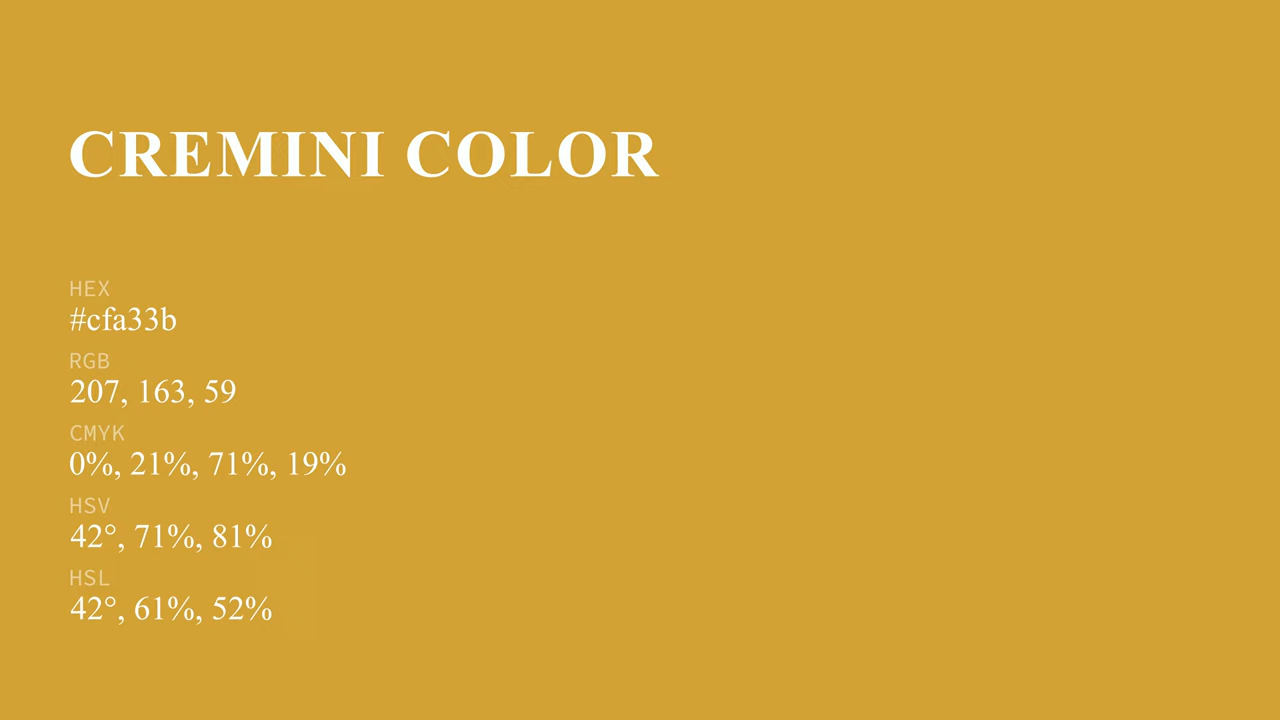 CREMINI COLOR
HEX
#cfa33b
RGB
207, 163, 59
CMYK
0%, 21%, 71%, 19%
HSV
42°, 71%, 81%
HSL
42°, 61%, 52%